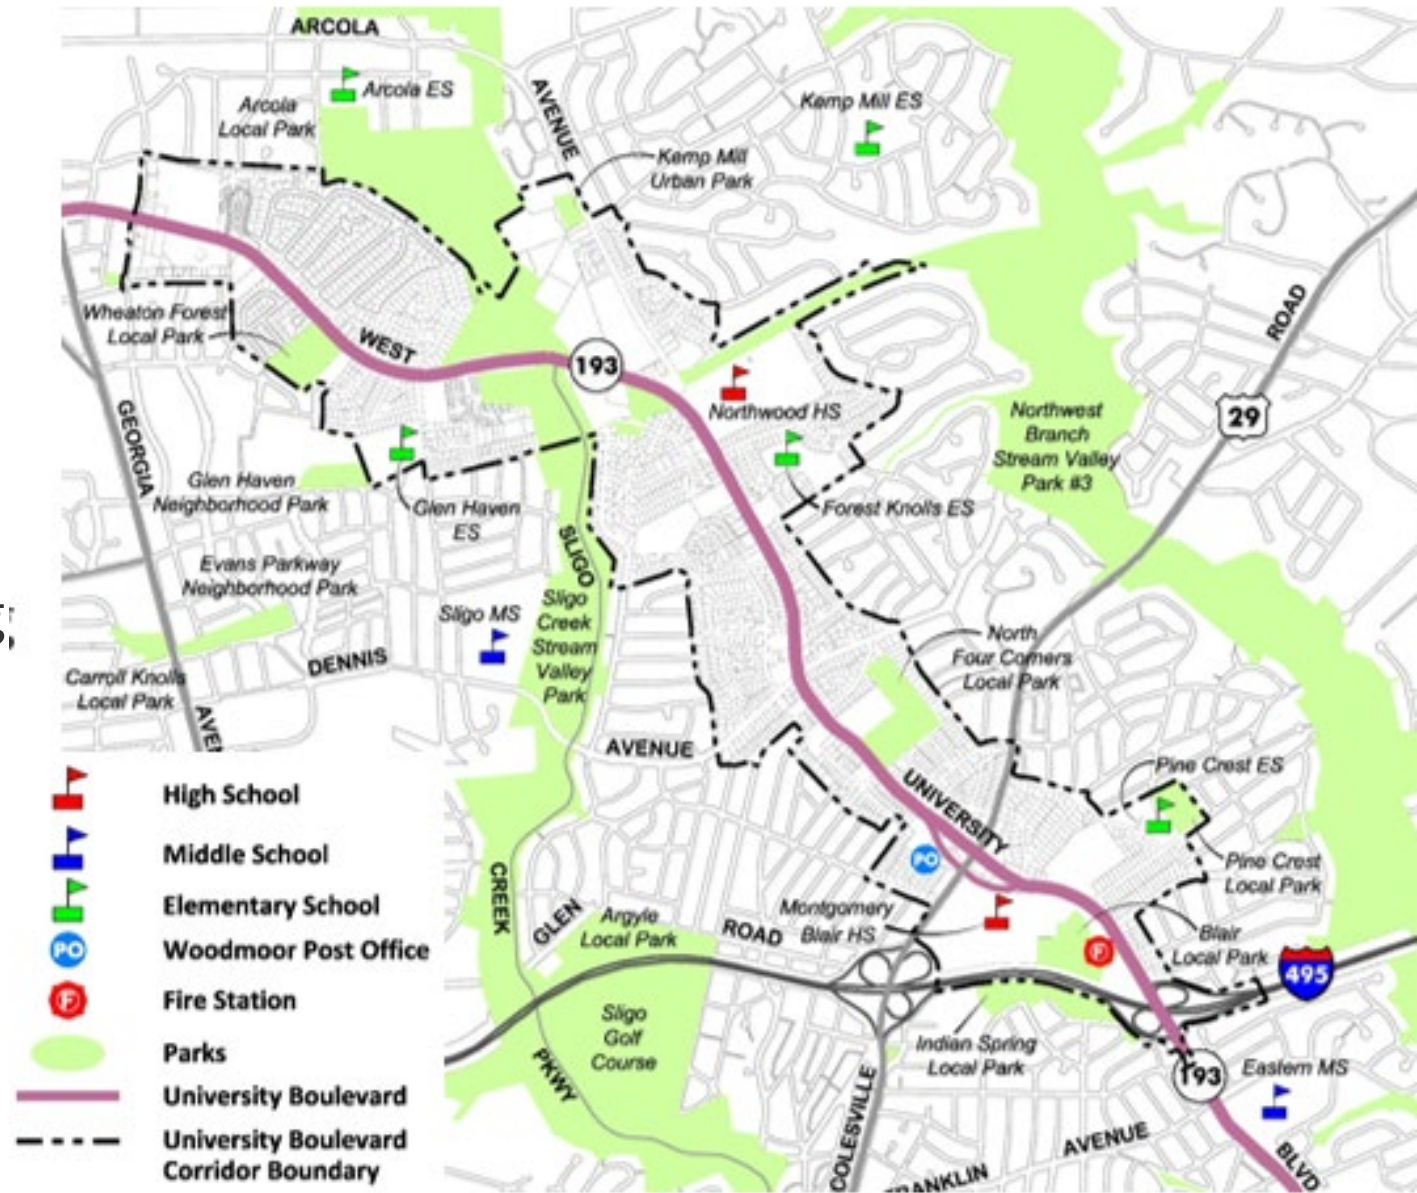 ARCOLA
Arcola ES
Arcola
Local Park
AVENUE
Kemp Mill ES
Kemp Mill
Urban Park
Wheaton Forest
Local Park
WEST
193
ROAD
GEORGIA
Northwood HS
Northwest
Branch
Stream Valley
Park #3
29
Glen Haven
Neighborhood Park
Glen Haven
ES
Forest Knolls ES
SLIGO
Evans Parkway
Neighborhood Park
Sligo MS
Sligo
Creek
Stream
Valley
Park
North
Four Corners
Local Park
DENNIS
Carroll Knolls
Local Park
AVEN
AVENUE
UNIVERSITY
Pine Crest ES
Pine Crest
Local Park
PO
CREEK
GLEN
Argyle
Local Park
ROAD
Montgomery
Blair HS
Blair
Local Park
F
495
Sligo
Golf
Course
Indian Spring
Local Park
PKWY
COLESVILLE
193
Eastern MS
AVENUE
FRANKLIN
BLVD
High School
Middle School
Elementary School
PO Woodmoor Post Office
F Fire Station
Parks
University Boulevard
University Boulevard
Corridor Boundary